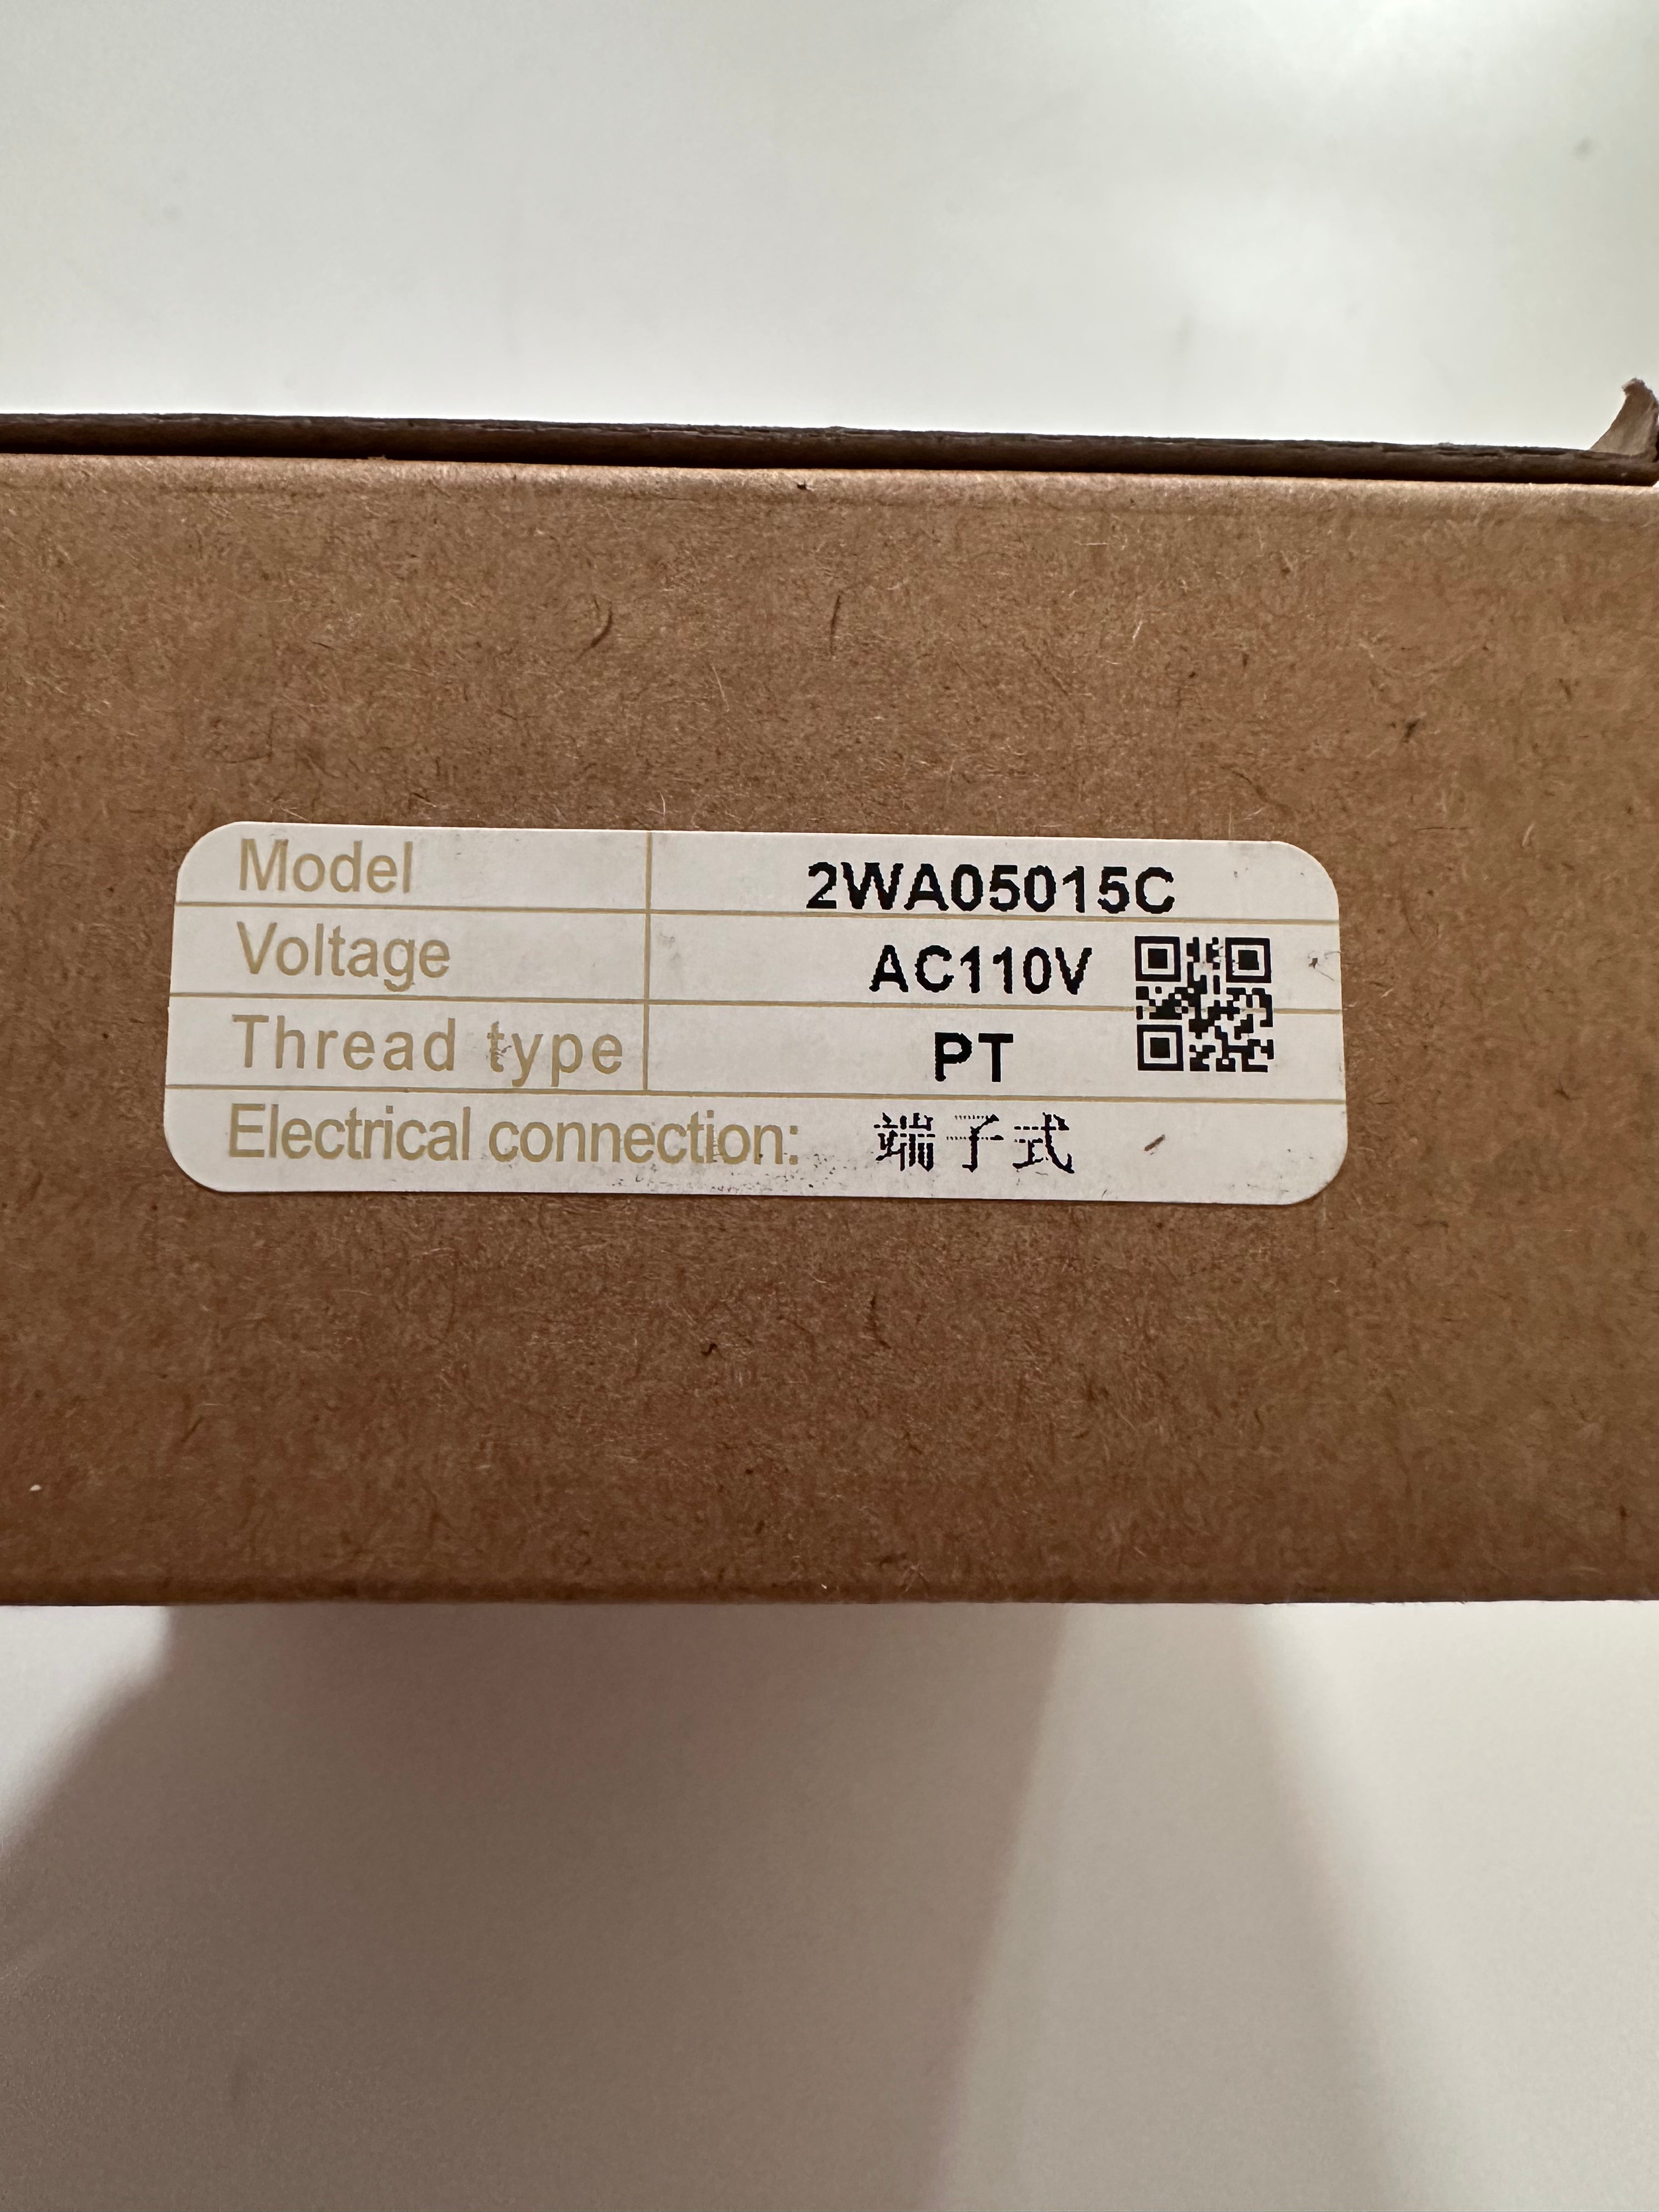 Model 2WA05015C
Voltage AC110V
Thread type PT
Electrical connection: 端子式